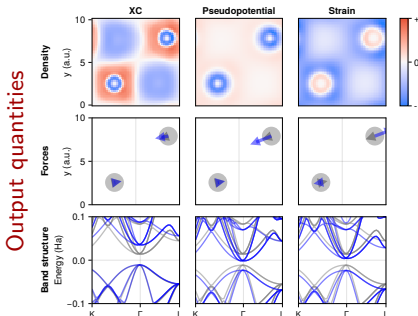 XC Pseudopotential Strain
Output quantities
Density
y (a.u.)
10
5
0
+
0
-
Forces
y (a.u.)
10
5
0
Band structure
Energy (Ha)
0.1
0.0
−0.1
K Γ L K Γ L K Γ L